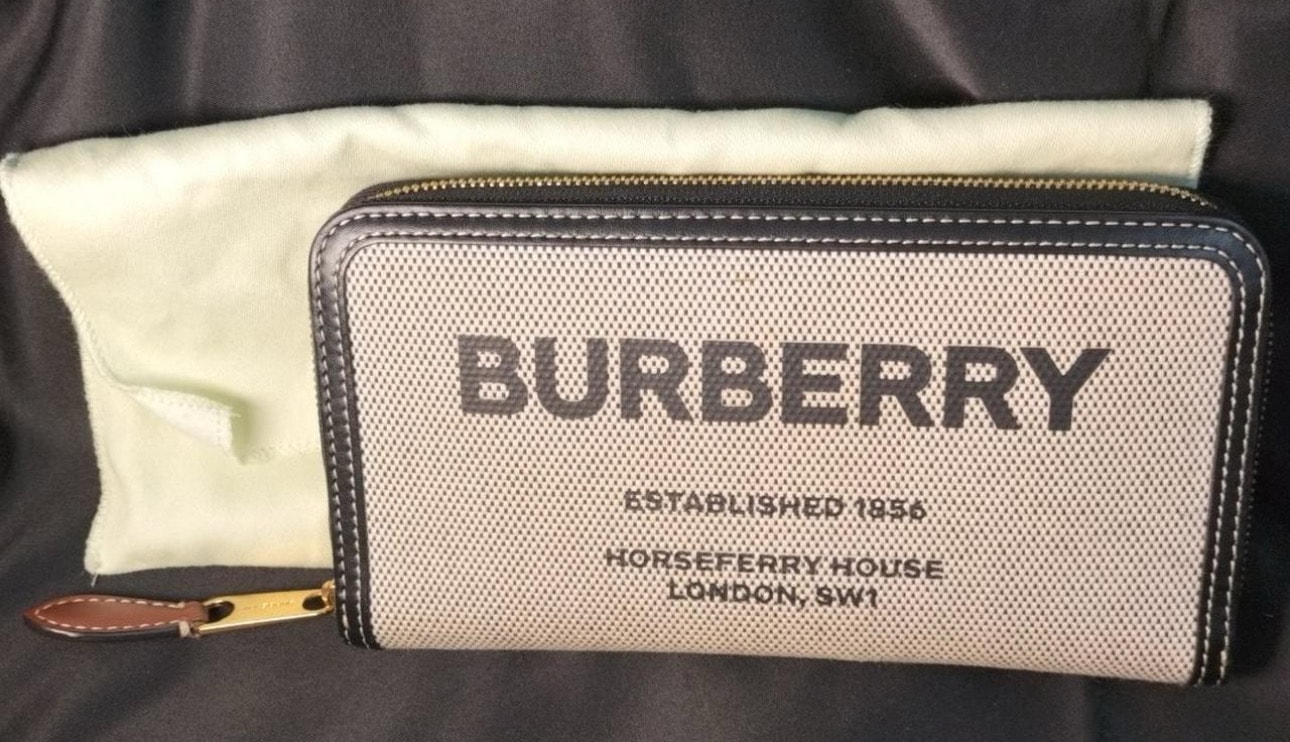 BURBERRY
ESTABLISHED 1856
HORSEFERRY HOUSE
LONDON, SW1